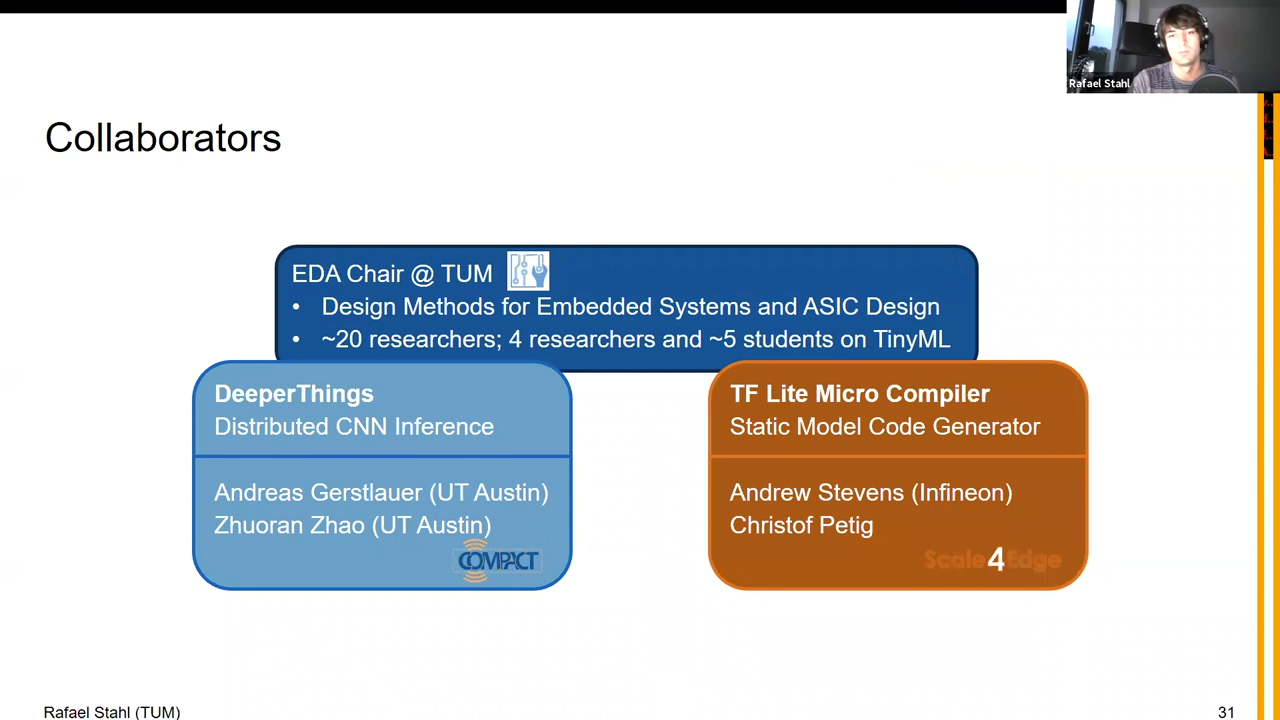 Rafael Stahl
Collaborators
EDA Chair @ TUM
• Design Methods for Embedded Systems and ASIC Design
• ~20 researchers; 4 researchers and ~5 students on TinyML
DeeperThings
Distributed CNN Inference
Andreas Gerstlauer (UT Austin)
Zhuoran Zhao (UT Austin)
COMPACT
TF Lite Micro Compiler
Static Model Code Generator
Andrew Stevens (Infineon)
Christof Petig
Scale4Edge
Rafael Stahl (TUM)
31